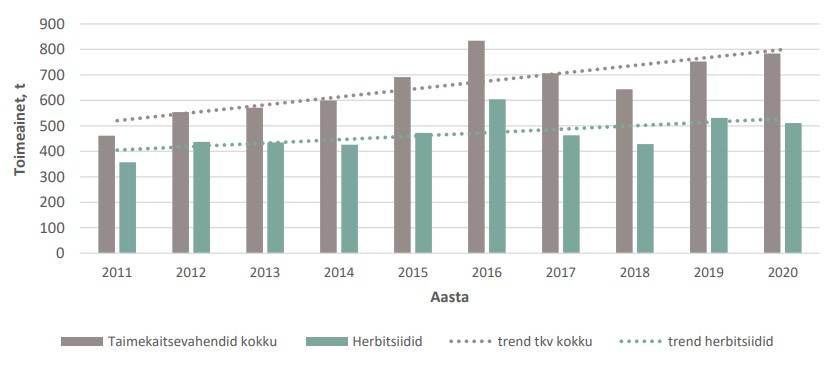 900
800
700
600
500
400
300
200
100
0
Toimeainet, t
2011 2012 2013 2014 2015 2016 2017 2018 2019 2020
Aasta
Taimekaitsevahendid kokku Herbitsiidid trend tkv kokku trend herbitsiidid